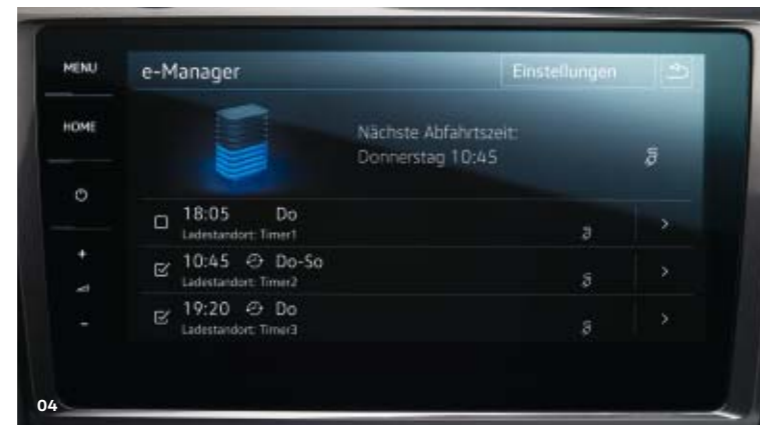 MENU
e-Manager
Einstellungen
HOME
Nächste Abfahrtszeit:
Donnerstag 10:45
18:05 Do
Ladestandort: Timer1
10:45 Do-So
Ladestandort: Timer2
19:20 Do
Ladestandort: Timer3
+
-
04